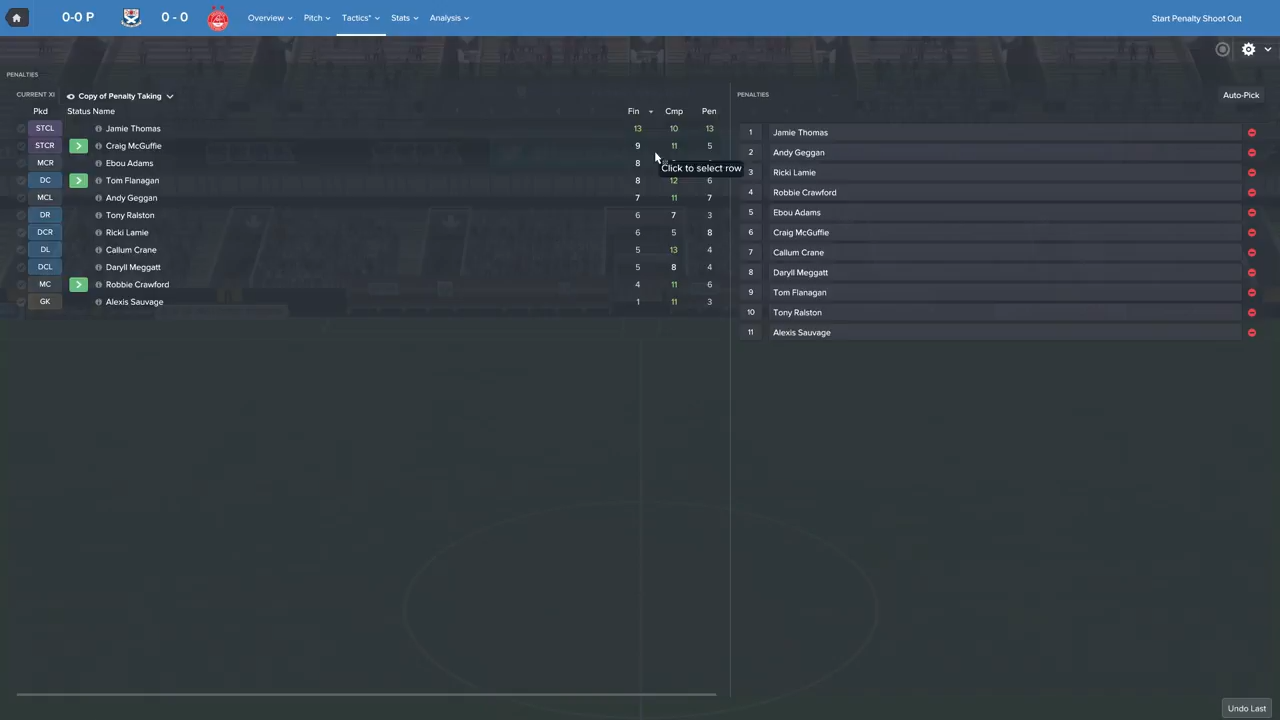 0-0 P 0 - 0 Overview Pitch Tactics* Stats Analysis Start Penalty Shoot Out
PENALTIES
CURRENT XI Copy of Penalty Taking
Pkd Status Name Fin Cmp Pen
STCL Jamie Thomas 13 10 13
STCR Craig McGuffie 9 11 5
MCR Ebou Adams 8
DC Tom Flanagan 8 12 6
MCL Andy Geggan 7 11 7
DR Tony Ralston 6 7 3
DCR Ricki Lamie 6 5 8
DL Callum Crane 5 13 4
DCL Daryll Meggatt 5 8 4
MC Robbie Crawford 4 11 6
GK Alexis Sauvage 1 11 3
Click to select row
PENALTIES Auto-Pick
1 Jamie Thomas
2 Andy Geggan
3 Ricki Lamie
4 Robbie Crawford
5 Ebou Adams
6 Craig McGuffie
7 Callum Crane
8 Daryll Meggatt
9 Tom Flanagan
10 Tony Ralston
11 Alexis Sauvage
Undo Last